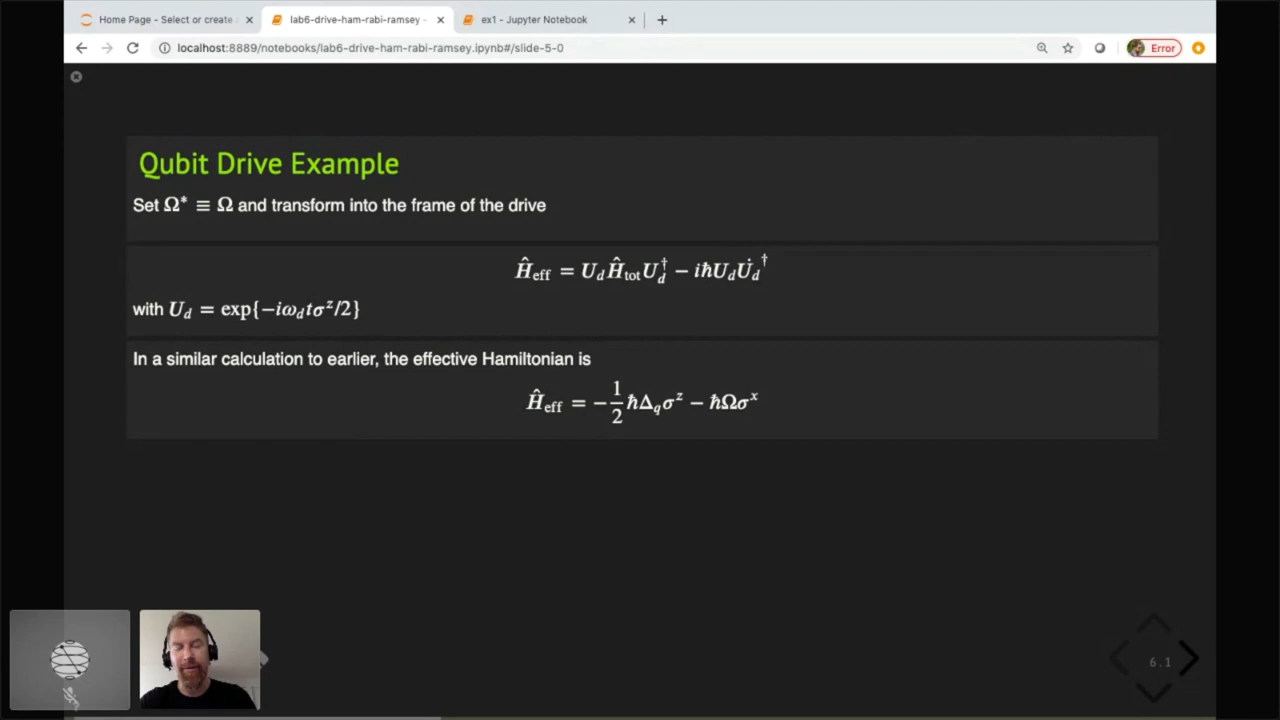 Home Page - Select or create
lab6-drive-ham-rabi-ramsey -
ex1 - Jupyter Notebook
localhost:8889/notebooks/lab6-drive-ham-rabi-ramsey.ipynb#/slide-5-0
Error
Qubit Drive Example
Set Ω* ≡ Ω and transform into the frame of the drive
Ĥeff = U_d Ĥtot U_d† − iℏU_d U̇_d†
with U_d = exp{−iω_d tσ^z/2}
In a similar calculation to earlier, the effective Hamiltonian is
Ĥeff = −1/2 ℏΔ_q σ^z − ℏΩσ^x
6.1